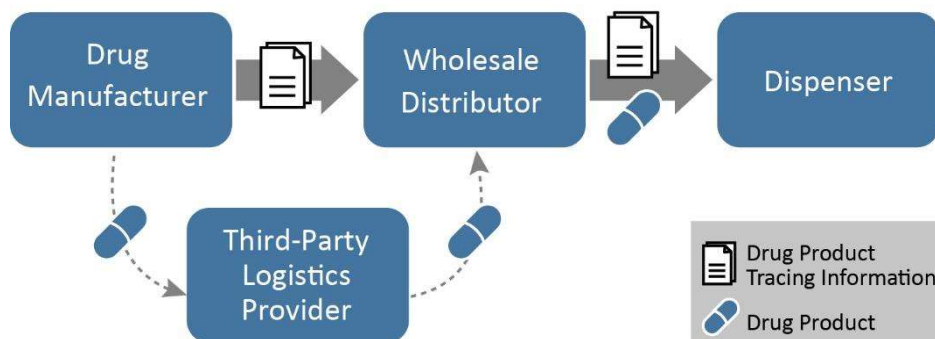 Drug
Manufacturer
Wholesale
Distributor
Dispenser
Third-Party
Logistics
Provider
Drug Product
Tracing Information
Drug Product